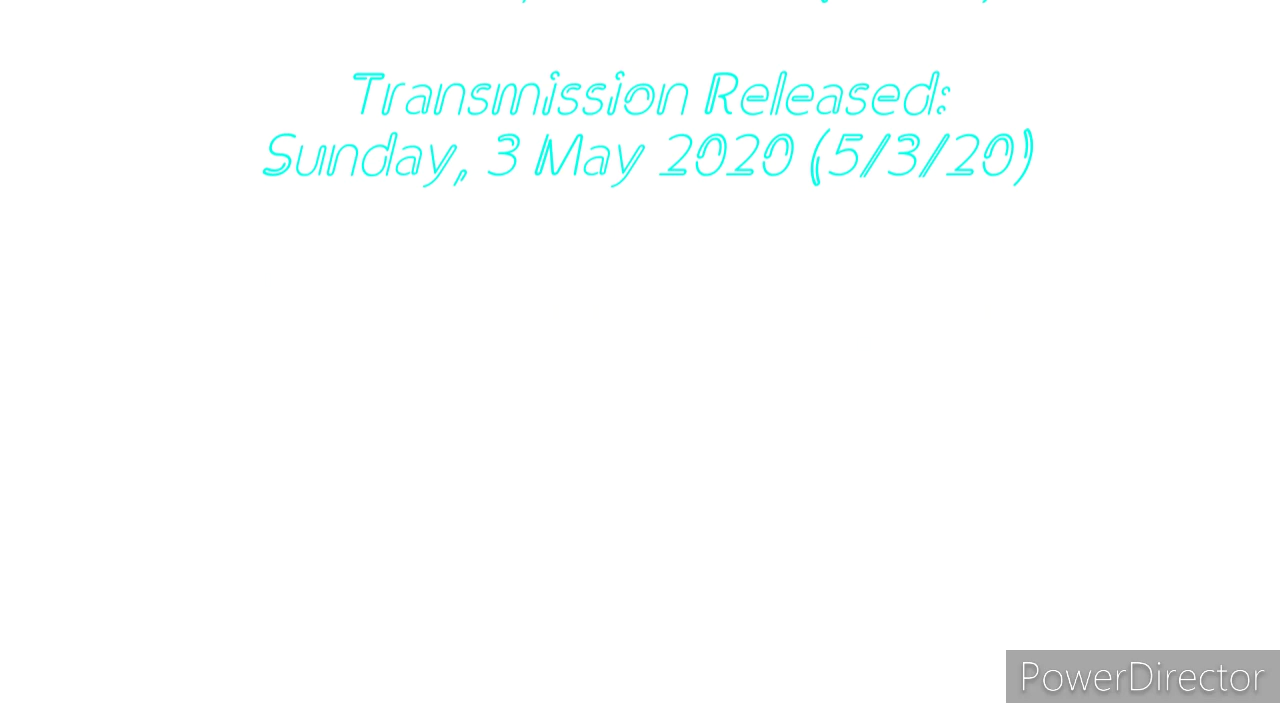 Transmission Released:
Sunday, 3 May 2020 (5/3/20)
PowerDirector